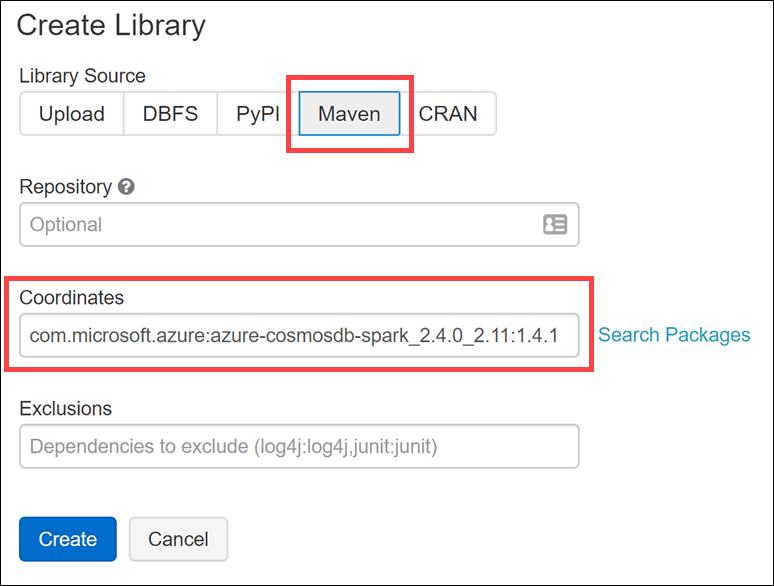 Create Library
Library Source
Upload DBFS PyPI Maven CRAN
Repository ?
Optional
Coordinates
com.microsoft.azure:azure-cosmosdb-spark_2.4.0_2.11:1.4.1 Search Packages
Exclusions
Dependencies to exclude (log4j:log4j,junit:junit)
Create Cancel